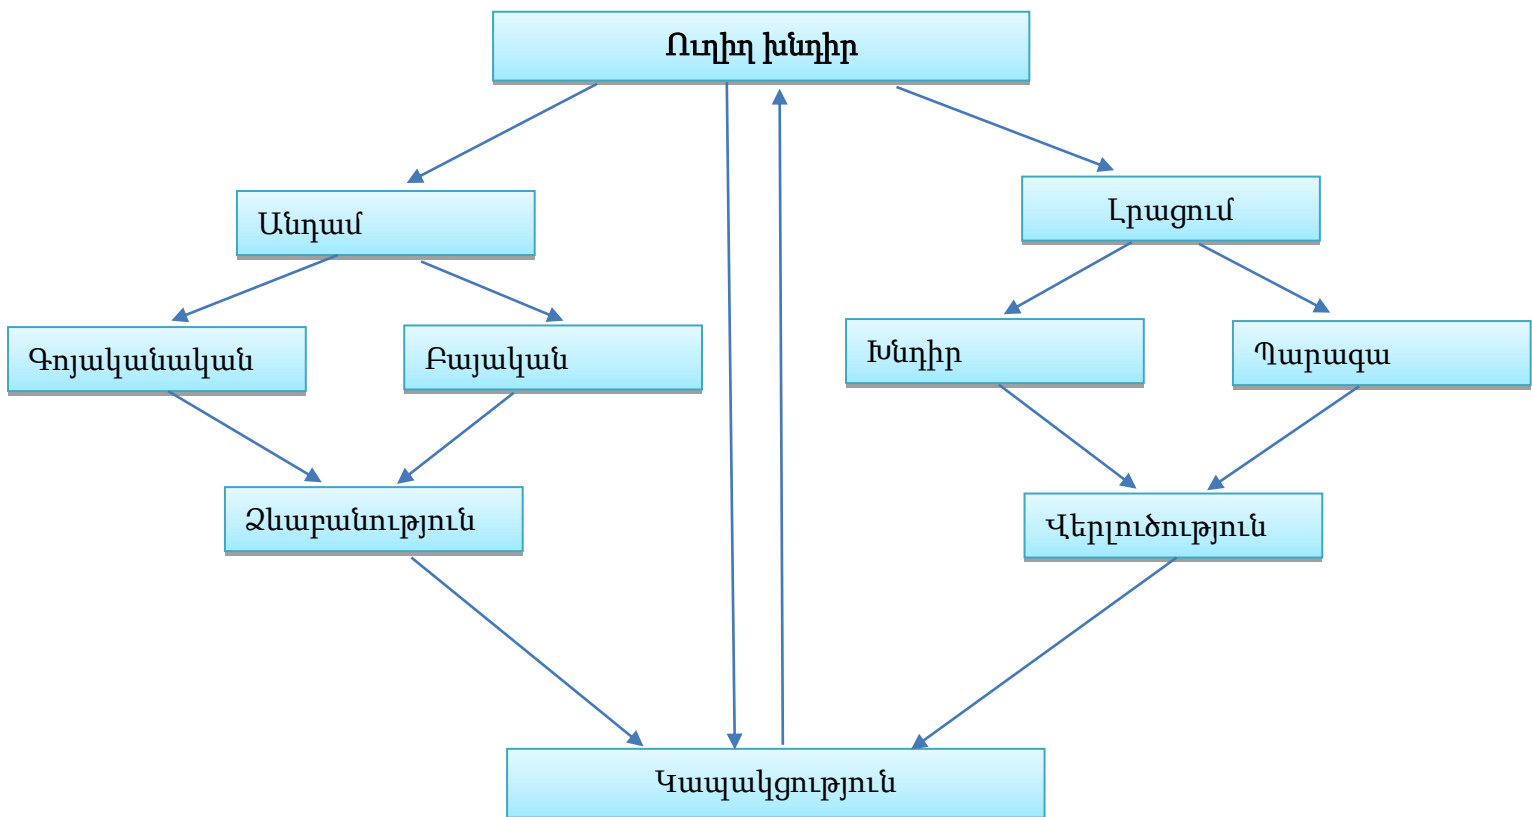 Ուղիղ խնդիր
Անդամ
Լրացում
Գոյականական
Բայական
Խնդիր
Պարագա
Ձևաբանություն
Վերլուծություն
Կապակցություն